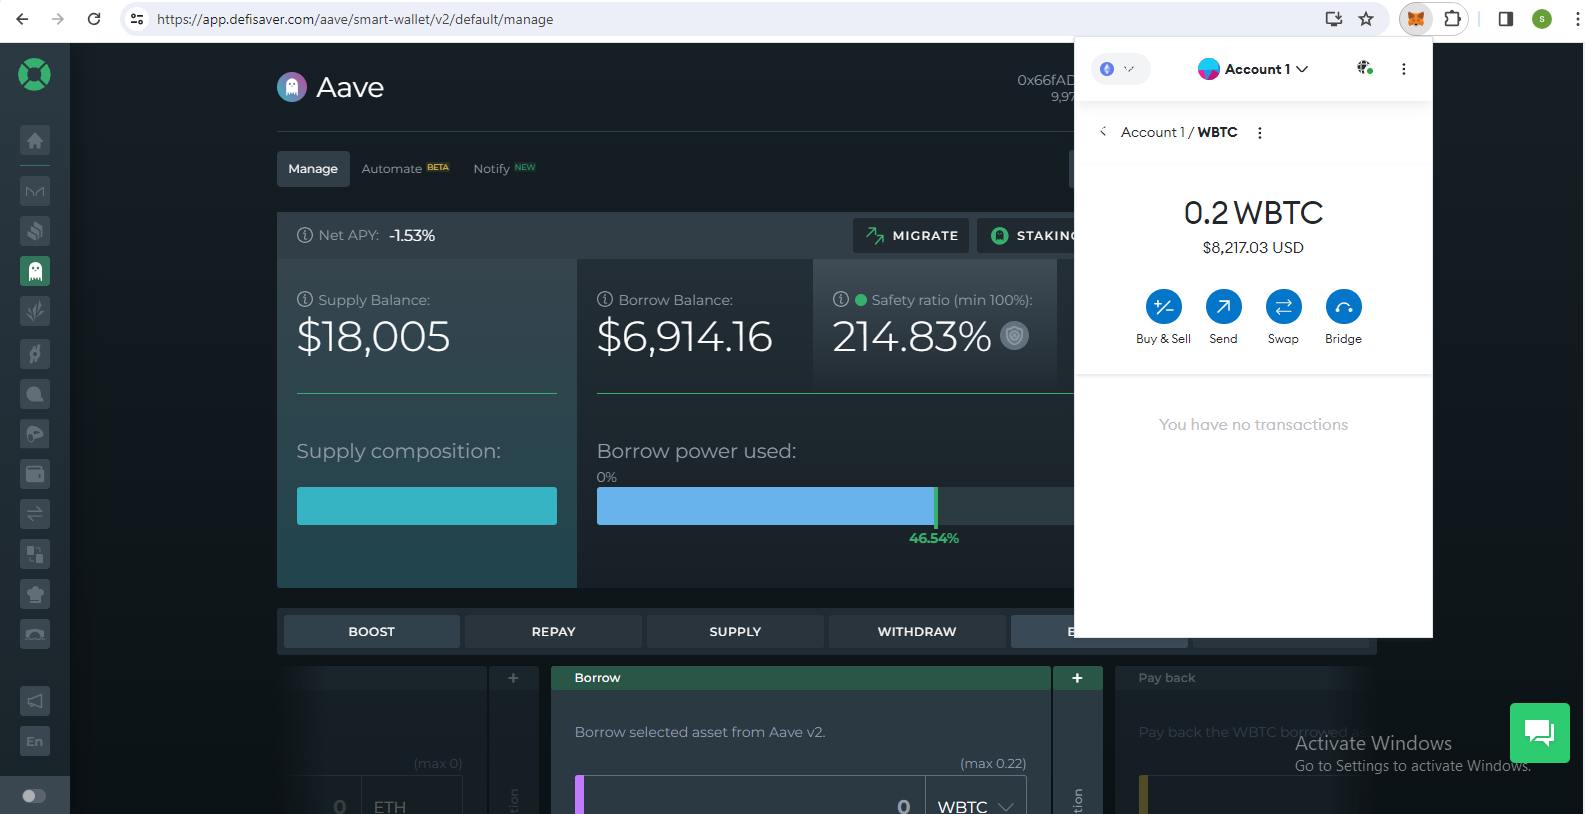 https://app.defisaver.com/aave/smart-wallet/v2/default/manage
S
Aave
0x66fAD
9,97
Account 1
Account 1 / WBTC
0.2 WBTC
$8,217.03 USD
Buy & Sell Send Swap Bridge
You have no transactions
Manage Automate BETA Notify NEW
Net APY: -1.53%
MIGRATE
STAKING
Supply Balance:
$18,005
Borrow Balance:
$6,914.16
Safety ratio (min 100%):
214.83%
Supply composition:
Borrow power used:
0%
46.54%
BOOST REPAY SUPPLY WITHDRAW
Borrow
+
+
Pay back
Borrow selected asset from Aave v2.
Pay back the WBTC borrowed
(max 0)
(max 0.22)
0 ETH
0 WBTC
En
Activate Windows
Go to Settings to activate Windows.